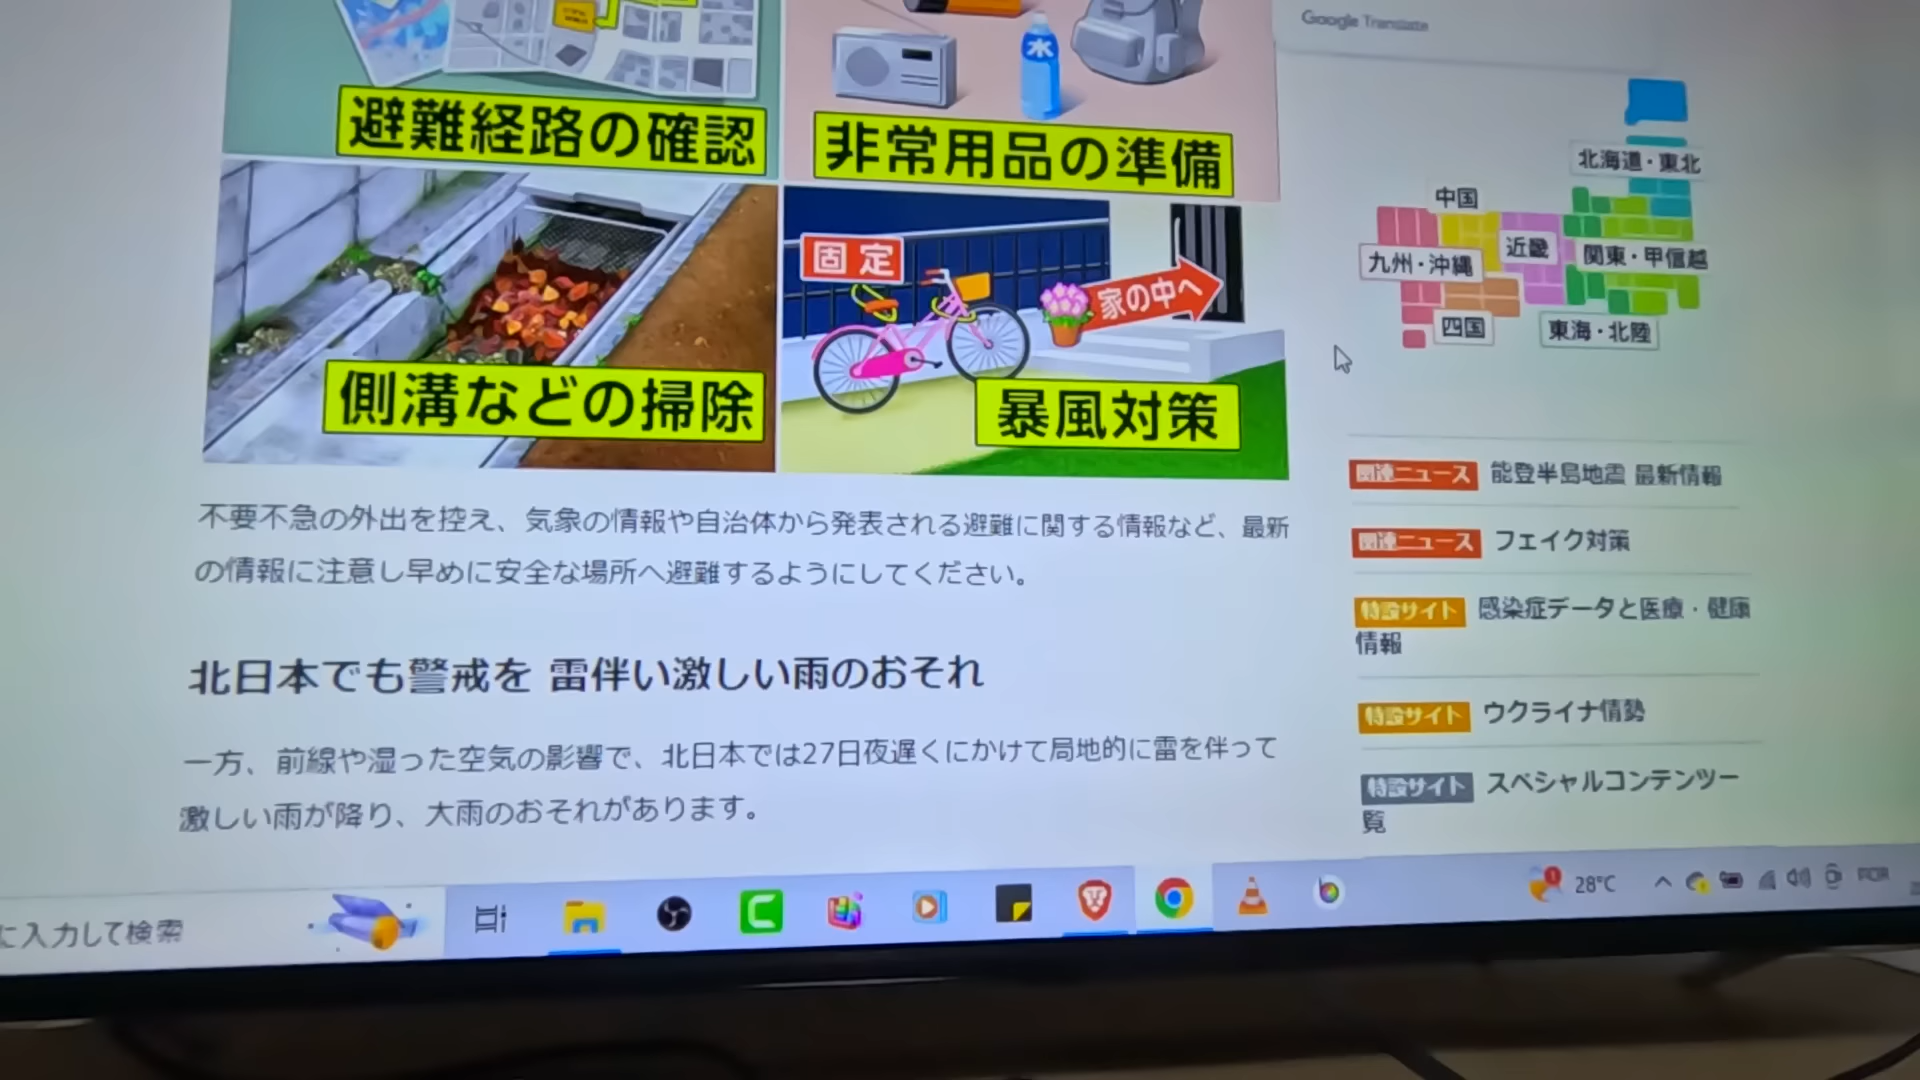 Google Translate
水
避難経路の確認
非常用品の準備
固定
家の中へ
側溝などの掃除
暴風対策
北海道・東北
中国
近畿
関東・甲信越
九州・沖縄
四国
東海・北陸
不要不急の外出を控え、気象の情報や自治体から発表される避難に関する情報など、最新
の情報に注意し早めに安全な場所へ避難するようにしてください。
北日本でも警戒を 雷伴い激しい雨のおそれ
一方、前線や湿った空気の影響で、北日本では27日夜遅くにかけて局地的に雷を伴って
激しい雨が降り、大雨のおそれがあります。
関連ニュース 能登半島地震 最新情報
関連ニュース フェイク対策
特設サイト 感染症データと医療・健康
情報
特設サイト ウクライナ情勢
特設サイト スペシャルコンテンツ一
覧
に入力して検索
1
28°C
POR